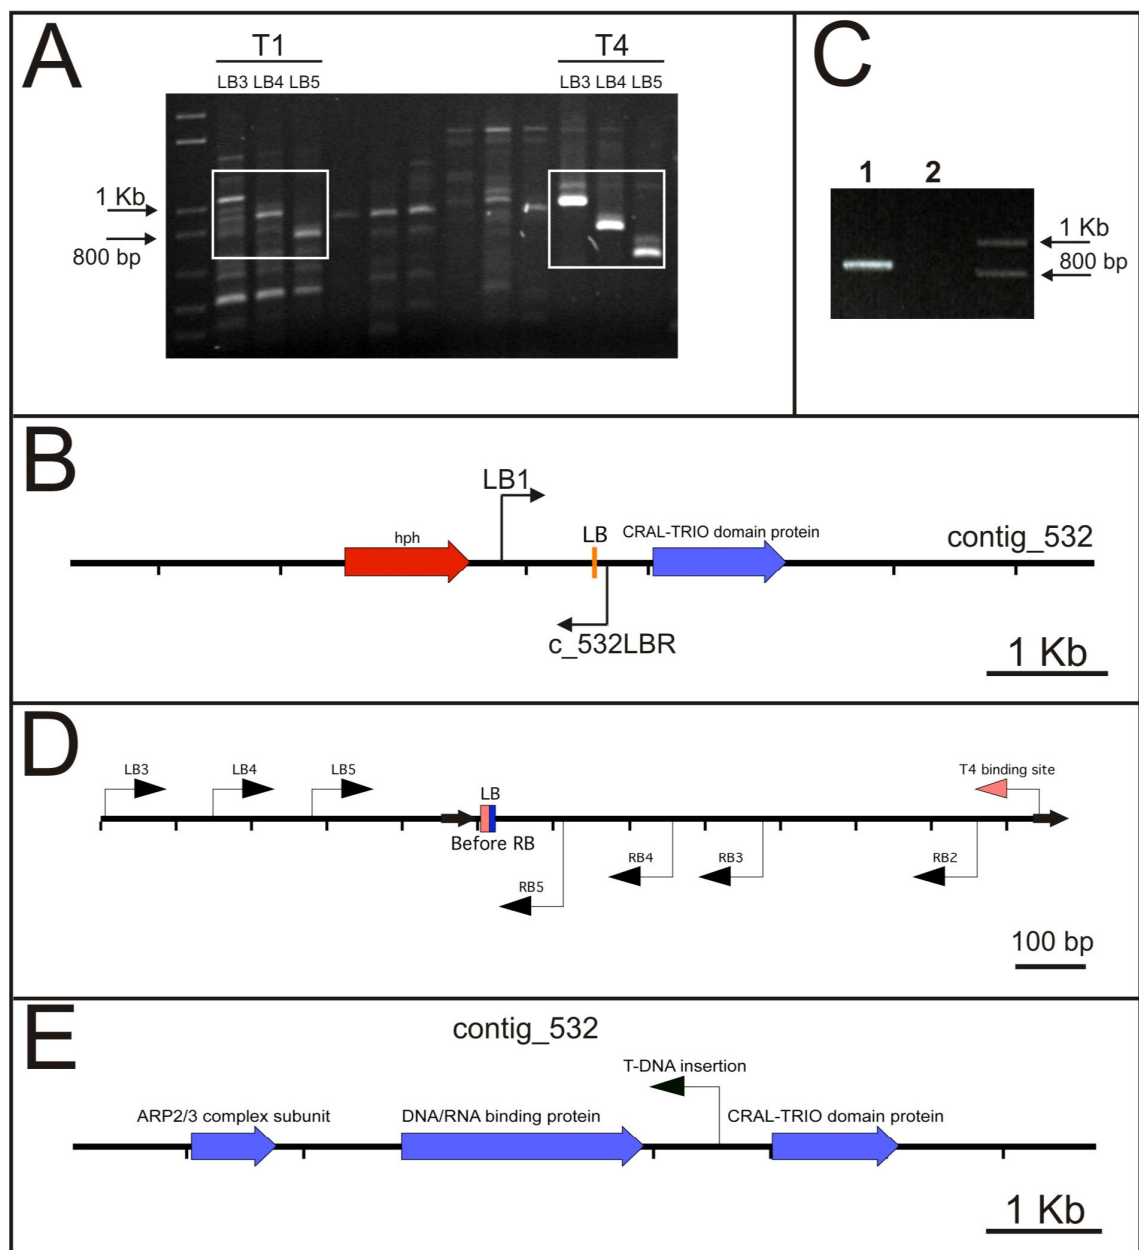 A
T1
T4
LB3 LB4 LB5
LB3 LB4 LB5
1 Kb
800 bp
C
1 2
1 Kb
800 bp
B
LB1
hph
LB
CRAL-TRIO domain protein
contig_532
c_532LBR
1 Kb
D
LB3
LB4
LB5
LB
T4 binding site
Before RB
RB5
RB4
RB3
RB2
100 bp
E
contig_532
T-DNA insertion
ARP2/3 complex subunit
DNA/RNA binding protein
CRAL-TRIO domain protein
1 Kb